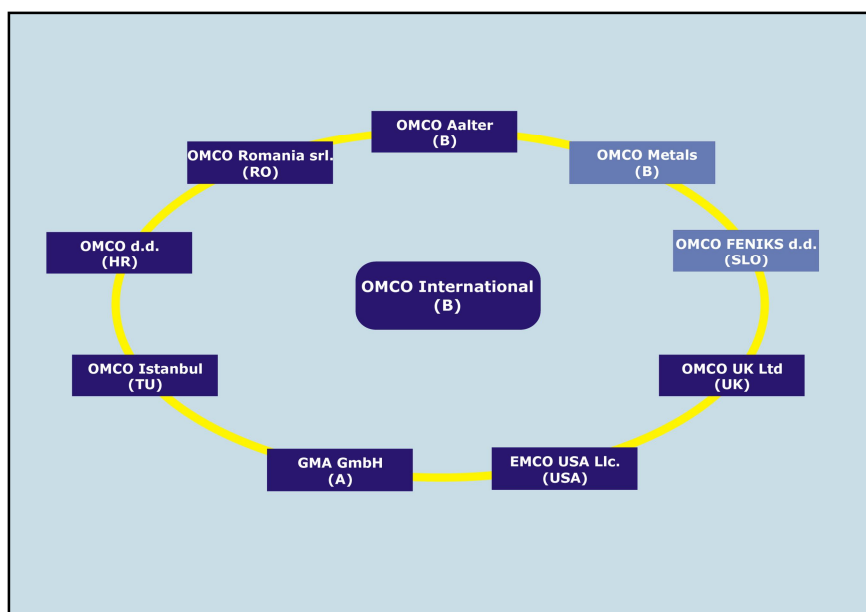 OMCO Aalter
(B)
OMCO Romania srl.
(RO)
OMCO Metals
(B)
OMCO d.d.
(HR)
OMCO FENIKS d.d.
(SLO)
OMCO International
(B)
OMCO Istanbul
(TU)
OMCO UK Ltd
(UK)
GMA GmbH
(A)
EMCO USA Llc.
(USA)